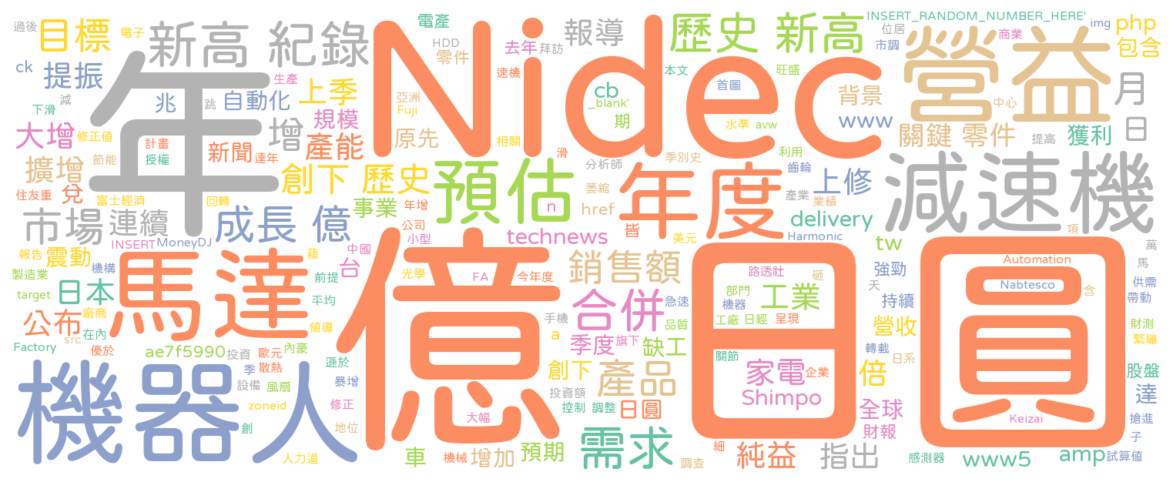 過後
目標
電子
新高 紀錄
電產
HDD
零件
去年
拜訪
報導
歷史 新高
INSERT_RANDOM_NUMBER_HERE'
位居
市調
商業
img
php
包含
ck
提振
年
Nidec
營益
月
日
兆
跳
自動化
生產
上季
速機
亞洲
Fuji
本文
旺盛
首圖
cb
_blank'
期
背景
www
中心
關鍵 零件
提高
獲利
下滑
減
大增
修正值
計畫
授權
節能
新聞
連年
增
規模
產能
原先
相關
水準
avw
利用
擴增
住友重
兌
富士經濟
回轉
創下 歷史
預估
滑
n
分析師
萎縮
季別史
年度
齒輪
產業
業績
上修
減速機
市場
連續
成長 億
事業
年增
公司
小型
href
皆
美元
delivery
Harmonic
項
萬
INSERT
MoneyDJ
technews
tw
報告
震動
製造業
機構
馬達
藉
中國
台
前提
平均
領導
億
光學
FA
今年度
銷售額
日員
路透社
部門
機器
砸
工業
Automation
Nabtesco
含
天
強勁
持續
馬
供需
帶動
target
日本
廠商
合併
急速
品質
工廠
日經
呈現
營收
財測
緊繃
公布
在內
src
優於
Factory
ae7f5990
投資
歐元
散熱
內豪
遜於
手機
a
季度
旗下
缺工
關節
家電
企業
Shimpo
轉載
日系
倍
股盤
達
機器人
設備
季
風扇
暴增
zoneid
修正
創
地位
人力溫
大幅
創下
產品
投資額
控制
調整
日圓
全球
財報
Keizai
搶進
子
車
機械
增加
預期
需求
調查
細
純益
指出
感測器
www5
amp
試算值